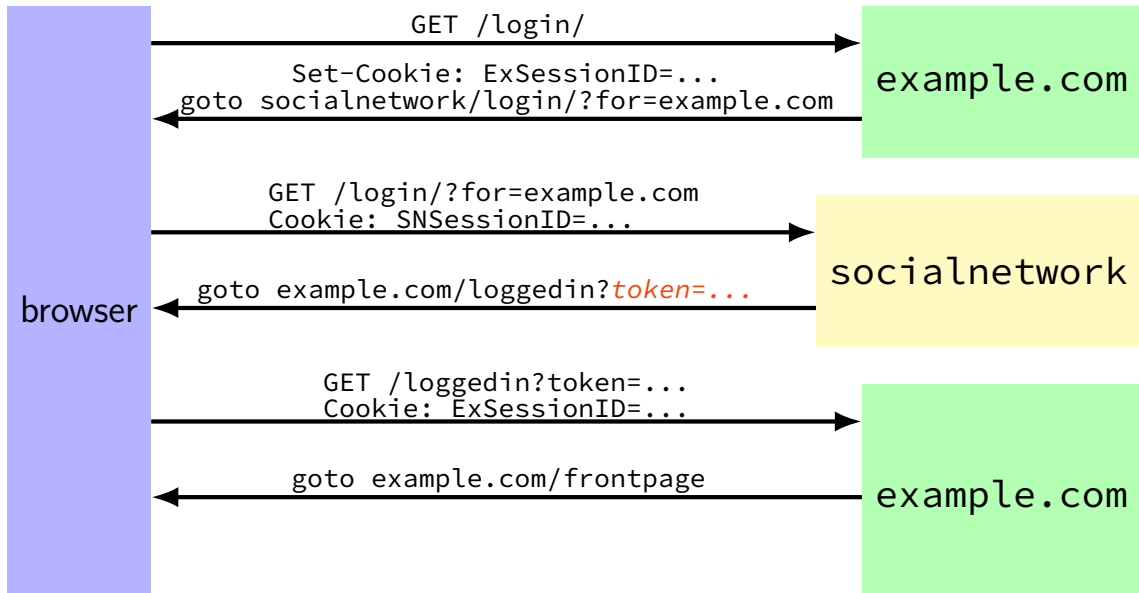 GET /login/
Set-Cookie: ExSessionID=...
goto socialnetwork/login/?for=example.com
example.com
GET /login/?for=example.com
Cookie: SNSessionID=...
socialnetwork
goto example.com/loggedin?token=...
browser
GET /loggedin?token=...
Cookie: ExSessionID=...
goto example.com/frontpage
example.com